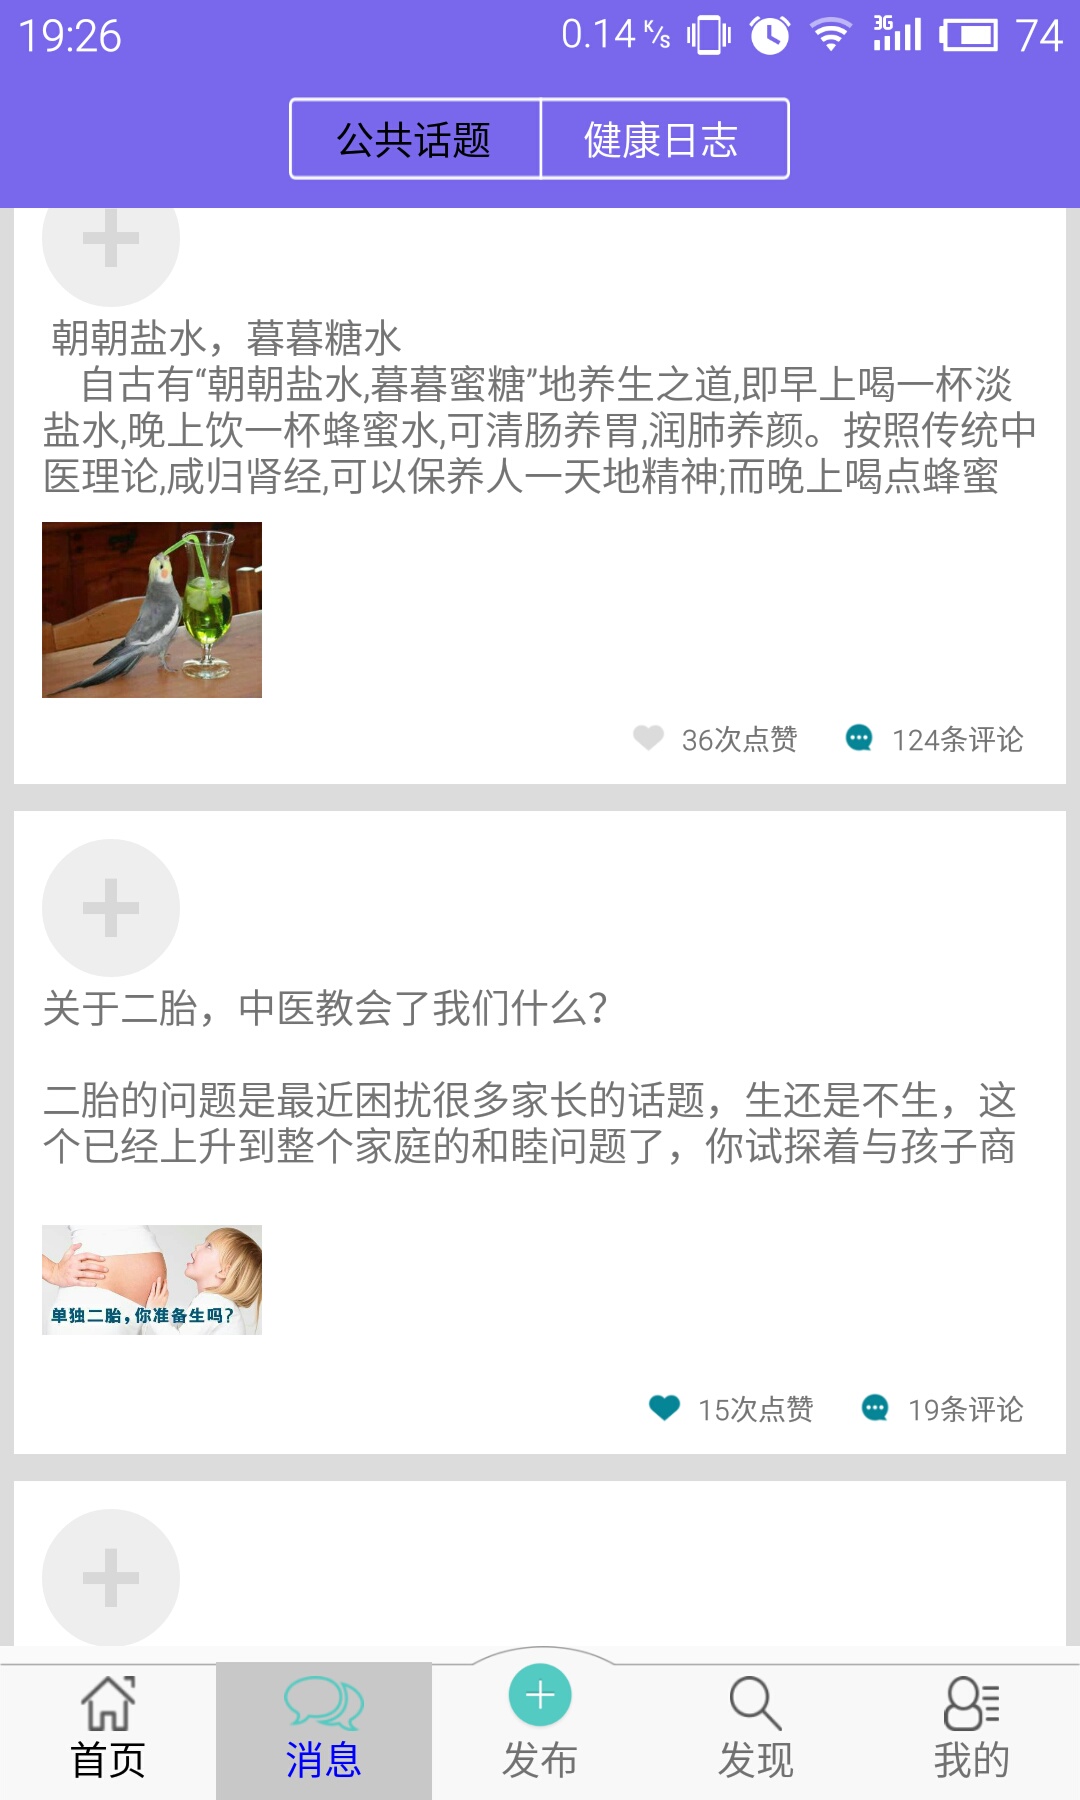 19:26
0.14 K/s
3G
74
公共话题
健康日志
朝朝盐水，暮暮糖水
自古有“朝朝盐水,暮暮蜜糖”地养生之道,即早上喝一杯淡
盐水,晚上饮一杯蜂蜜水,可清肠养胃,润肺养颜。按照传统中
医理论,咸归肾经,可以保养人一天地精神;而晚上喝点蜂蜜
36次点赞
124条评论
关于二胎，中医教会了我们什么？
二胎的问题是最近困扰很多家长的话题，生还是不生，这
个已经上升到整个家庭的和睦问题了，你试探着与孩子商
单独二胎，你准备生吗？
15次点赞
19条评论
首页
消息
发布
发现
我的